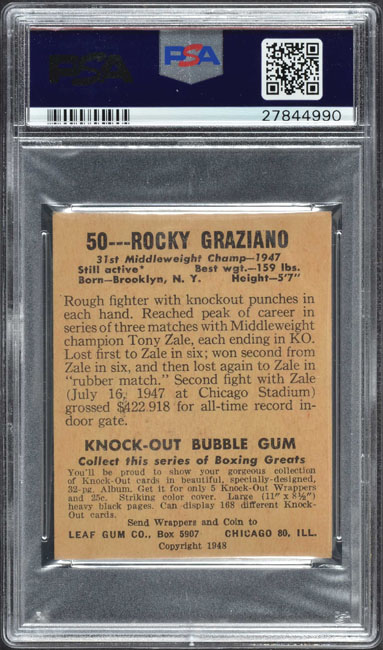 PSA
PSA
27844990
50---ROCKY GRAZIANO
31st Middleweight Champ—1947
Still active* Best wgt.—159 lbs.
Born—Brooklyn, N. Y. Height—5'7"
Rough fighter with knockout punches in
each hand. Reached peak of career in
series of three matches with Middleweight
champion Tony Zale, each ending in KO.
Lost first to Zale in six; won second from
Zale in six, and then lost again to Zale in
"rubber match." Second fight with Zale
(July 16, 1947 at Chicago Stadium)
grossed $422.918 for all-time record in-
door gate.
KNOCK-OUT BUBBLE GUM
Collect this series of Boxing Greats
You'll be proud to show your gorgeous collection
of Knock-Out cards in beautiful, specially-designed,
32-pg. Album. Get it for only 5 Knock-Out Wrappers
and 25c. Striking color cover. Large (11" x 8½")
heavy black pages. Can display 168 different Knock-
Out cards.
Send Wrappers and Coin to
LEAF GUM CO., Box 5907 CHICAGO 80, ILL.
Copyright 1948